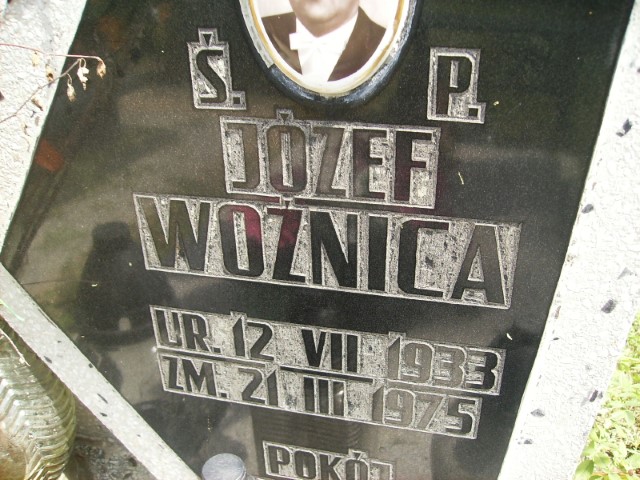 Ś. P.
JÓZEF
WOŹNICA
UR. 12 VII 1933
ZM. 21 III 1975
POKÓJ